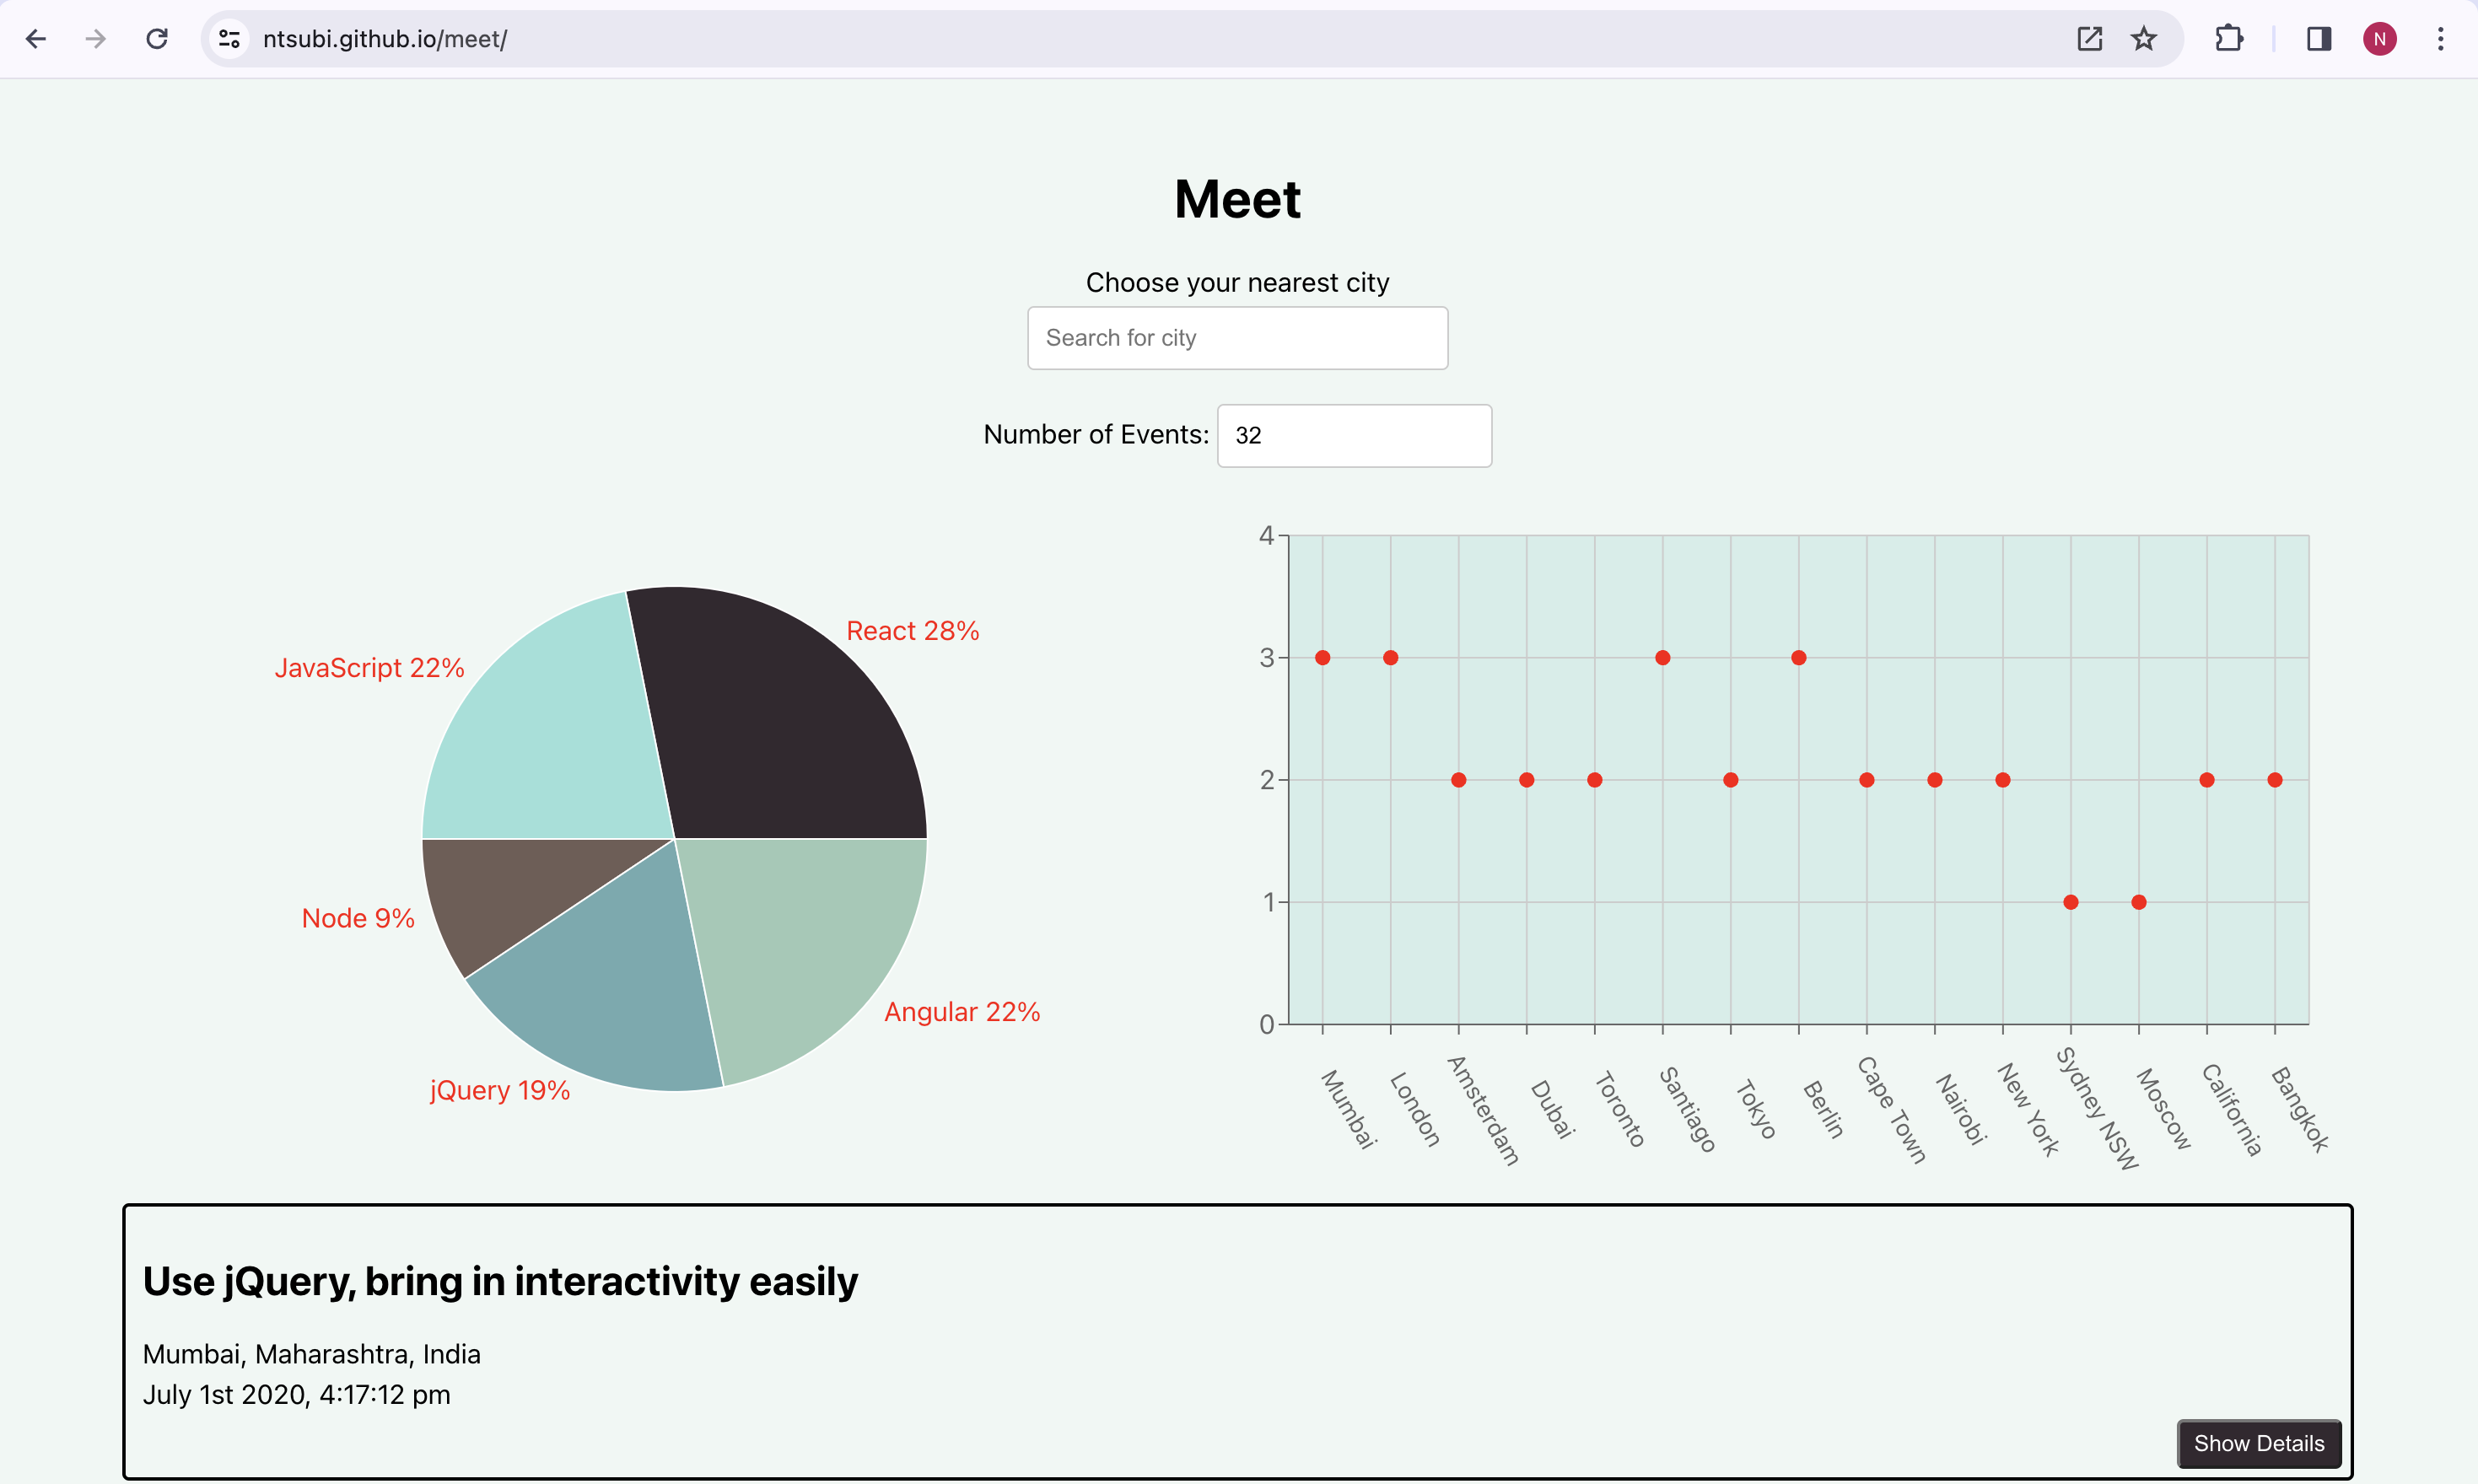 ntsubi.github.io/meet/
N
Meet
Choose your nearest city
Search for city
Number of Events: 32
React 28%
JavaScript 22%
Node 9%
jQuery 19%
Angular 22%
4
3
2
1
0
Mumbai
London
Amsterdam
Dubai
Toronto
Santiago
Tokyo
Berlin
Cape Town
Nairobi
New York
Sydney NSW
Moscow
California
Bangkok
Use jQuery, bring in interactivity easily
Mumbai, Maharashtra, India
July 1st 2020, 4:17:12 pm
Show Details